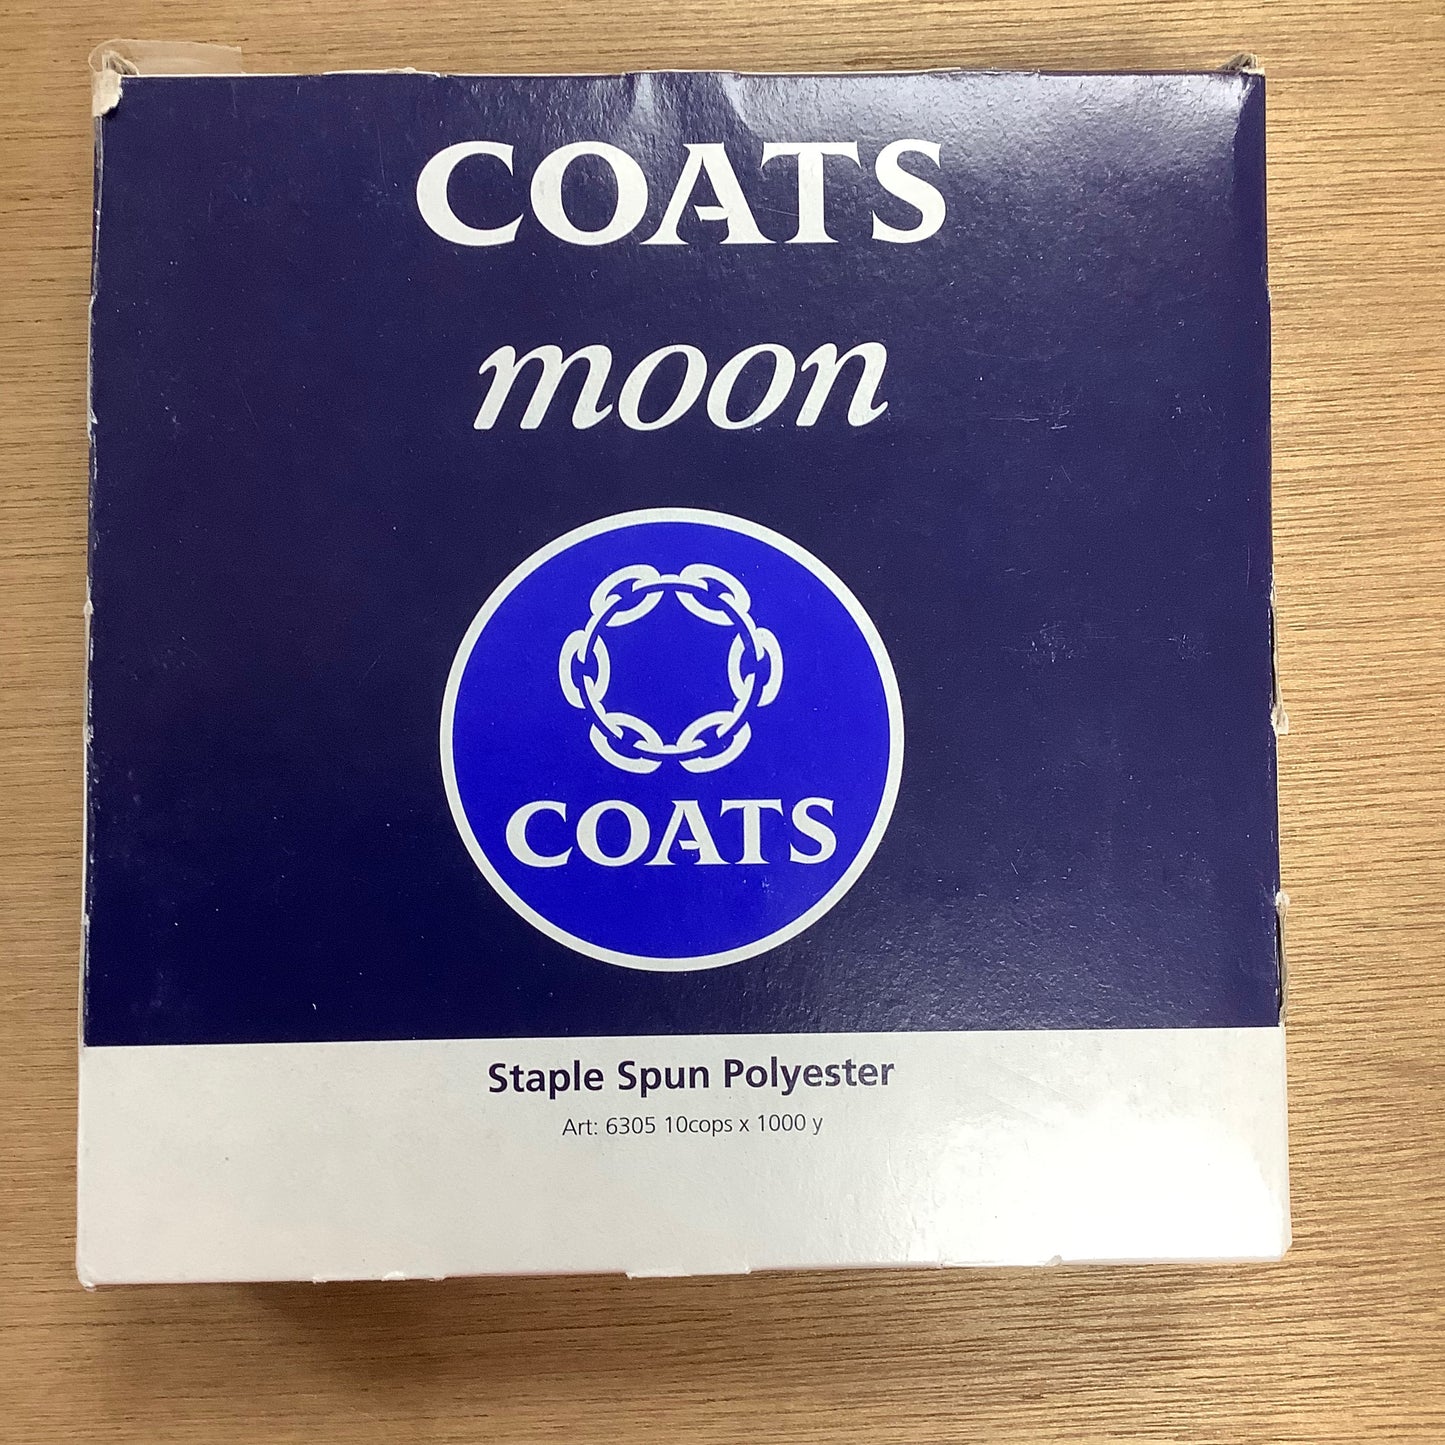 COATS
moon
COATS
Staple Spun Polyester
Art: 6305 10cops x 1000 y